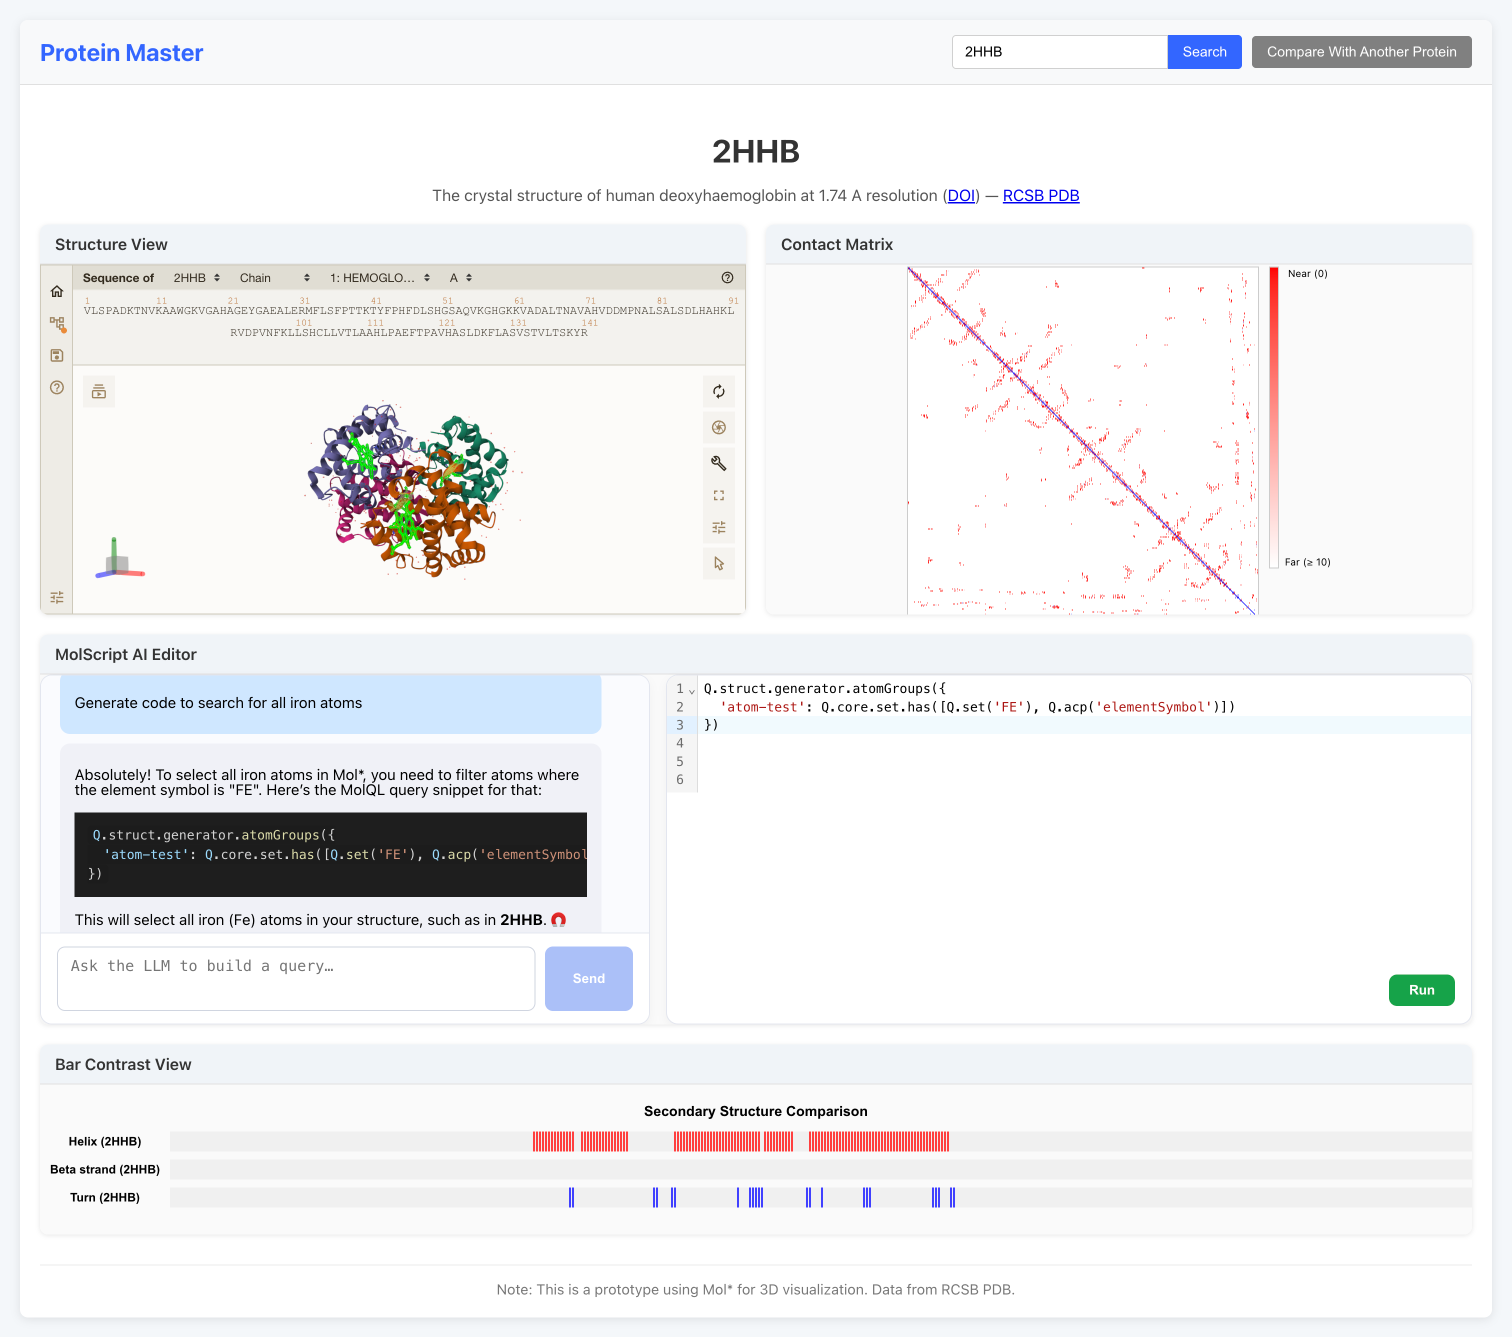 Protein Master
2HHB
Search
Compare With Another Protein
2HHB
The crystal structure of human deoxyhaemoglobin at 1.74 A resolution (DOI) — RCSB PDB
Structure View
Sequence of 2HHB Chain 1: HEMOGLO... A
1 11 21 31 41 51 61 71 81 91
VLSPADKTNVKAAWGKVGAHAGEYGAEALERMFLSFPTTKTYFPHFDLSHGSAQVKGHGKKVADALTNAVAHVDDMPNALSALSDLHAHKL
101 111 121 131 141
RVDPVNFKLLSHCLLVTLAAHLPAEFTPAVHASLDKFLASVSTVLTSKYR
Contact Matrix
Near (0)
Far (≥ 10)
MolScript AI Editor
Generate code to search for all iron atoms
Absolutely! To select all iron atoms in Mol*, you need to filter atoms where
the element symbol is "FE". Here's the MolQL query snippet for that:
Q.struct.generator.atomGroups({
'atom-test': Q.core.set.has([Q.set('FE'), Q.acp('elementSymbol
})
This will select all iron (Fe) atoms in your structure, such as in 2HHB. 🧲
Ask the LLM to build a query…
Send
1 Q.struct.generator.atomGroups({
2 'atom-test': Q.core.set.has([Q.set('FE'), Q.acp('elementSymbol')])
3 })
4
5
6
Run
Bar Contrast View
Secondary Structure Comparison
Helix (2HHB)
Beta strand (2HHB)
Turn (2HHB)
Note: This is a prototype using Mol* for 3D visualization. Data from RCSB PDB.